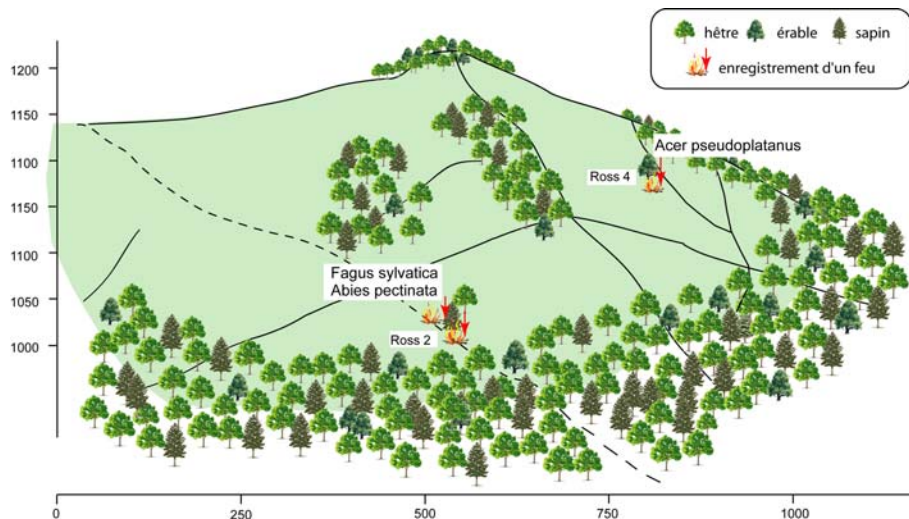 hêtre érable sapin
enregistrement d'un feu
1200
1150
1100
1100
1050
1000
Acer pseudoplatanus
Ross 4
Fagus sylvatica
Abies pectinata
Ross 2
0 250 500 750 1000